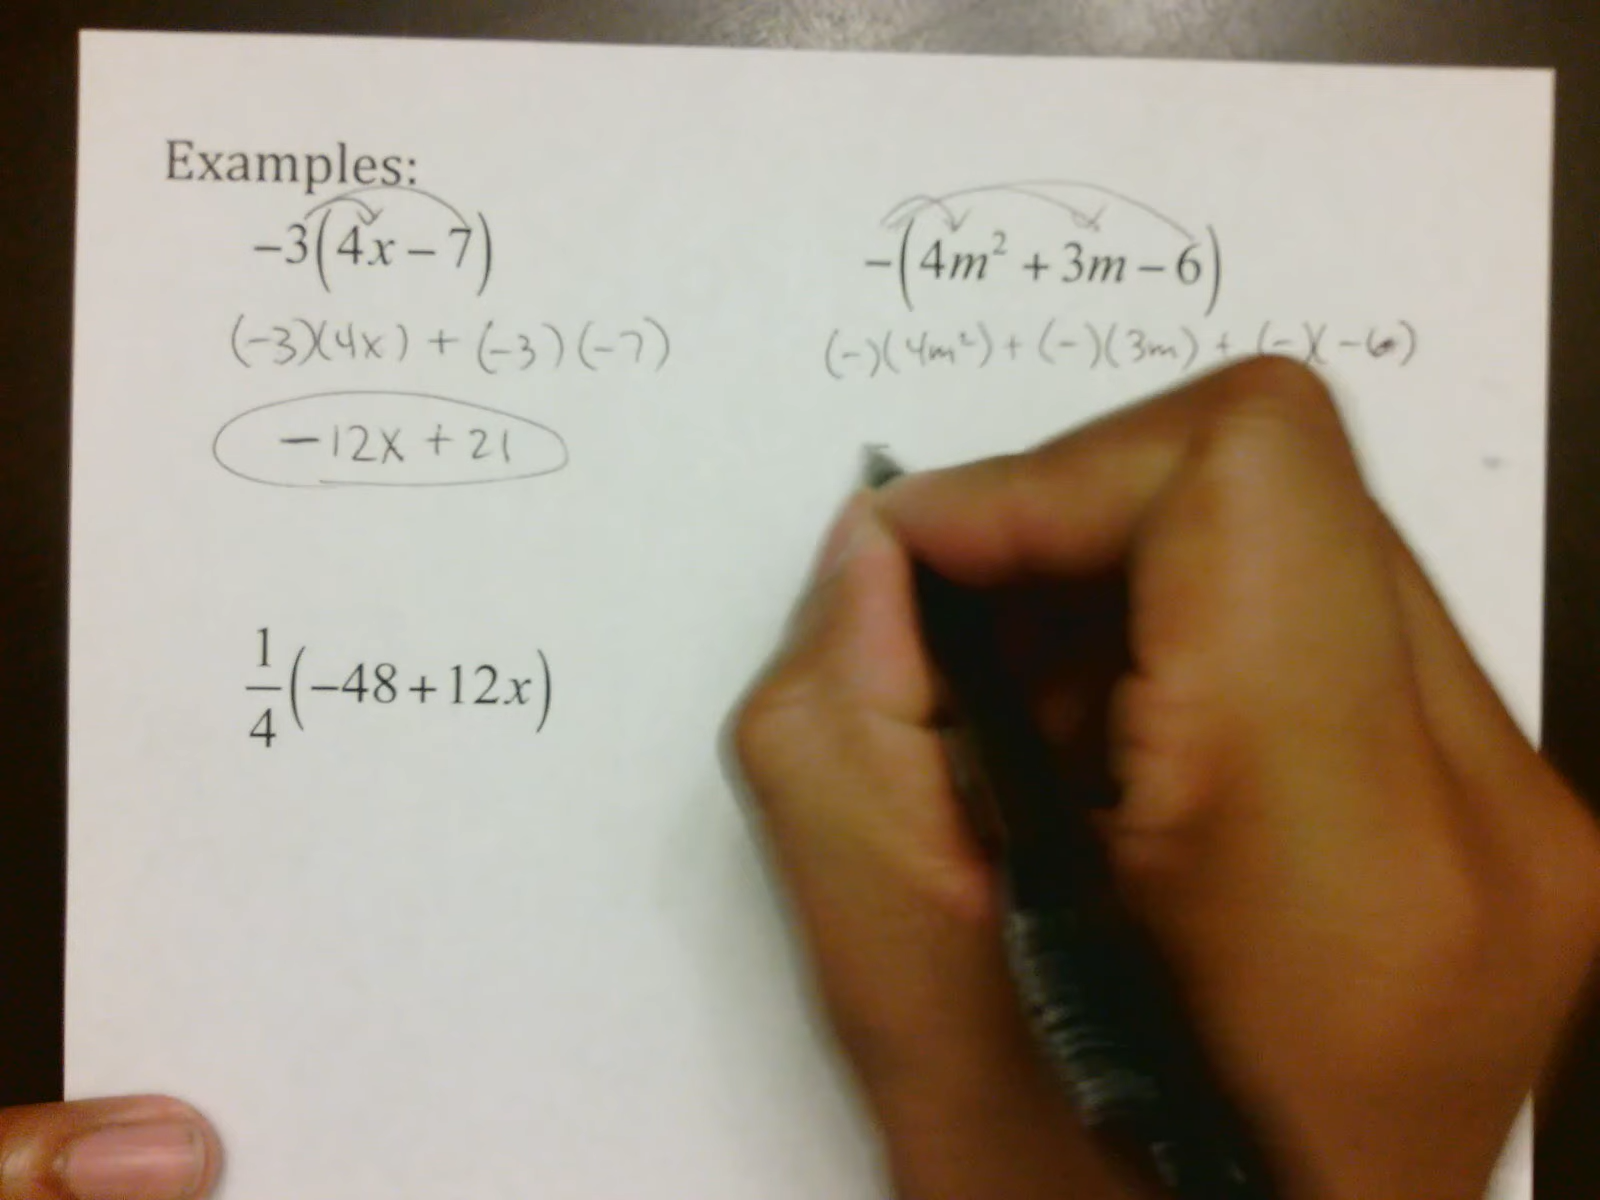 Examples:
−3(4x − 7)
(-3)(4x) + (-3)(-7)
-12x + 21
−(4m² + 3m − 6)
(-)(4m²) + (-)(3m) + (-)(-6)
1/4(−48 + 12x)